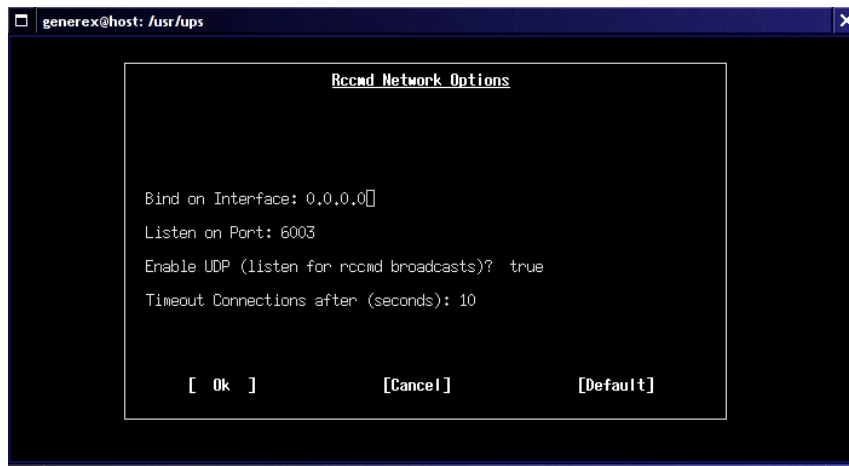 generex@host: /usr/ups
Rccmd Network Options
Bind on Interface: 0.0.0.0
Listen on Port: 6003
Enable UDP (listen for rccmd broadcasts)? true
Timeout Connections after (seconds): 10
[ Ok ] [Cancel] [Default]